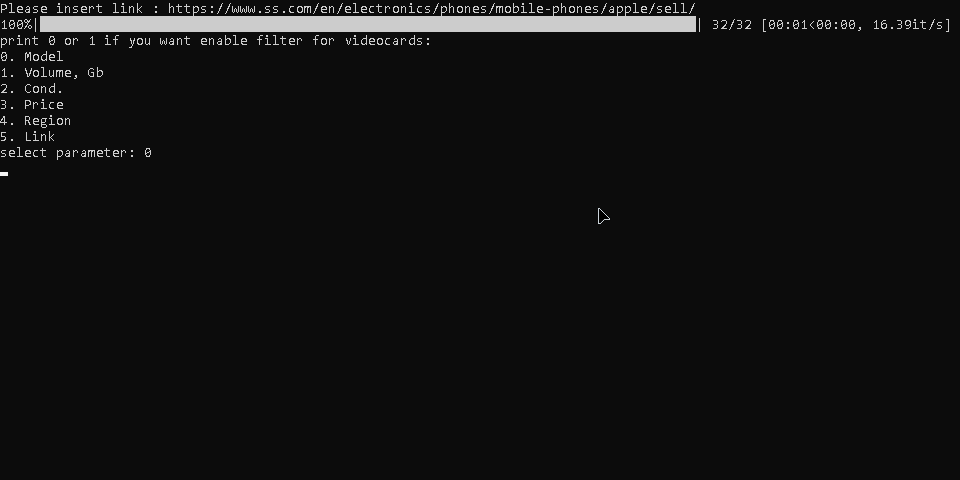 Please insert link : https://www.ss.com/en/electronics/phones/mobile-phones/apple/sell/
100%|██████████| 32/32 [00:01<00:00, 16.39it/s]
print 0 or 1 if you want enable filter for videocards:
0. Model
1. Volume, Gb
2. Cond.
3. Price
4. Region
5. Link
select parameter: 0